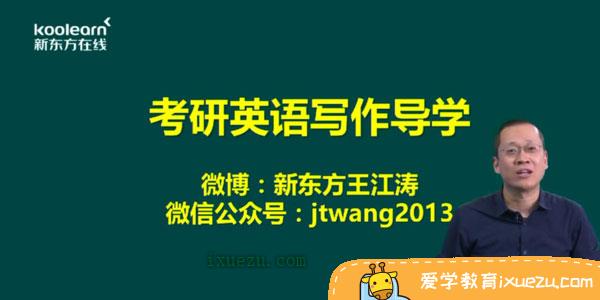 koolearn
新东方在线
考研英语写作导学
微博：新东方王江涛
微信公众号：jtwang2013
ixuezu.com
爱学教育ixuezu.com